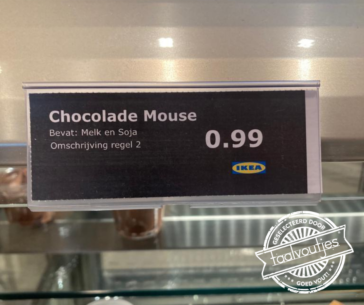 Chocolade Mouse
Bevat: Melk en Soja
Omschrijving regel 2
0.99
IKEA
GESELECTEERD DOOR
taalvoutjes
GOED VOUT!